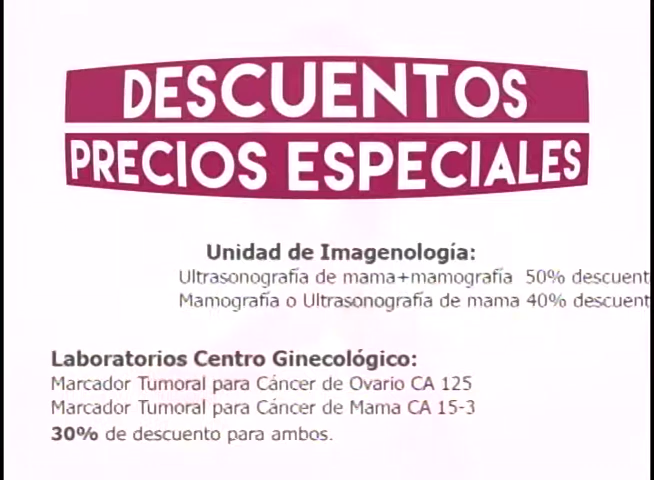 DESCUENTOS
PRECIOS ESPECIALES
Unidad de Imagenología:
Ultrasonografía de mama+mamografía 50% descuent
Mamografía o Ultrasonografía de mama 40% descuent
Laboratorios Centro Ginecológico:
Marcador Tumoral para Cáncer de Ovario CA 125
Marcador Tumoral para Cáncer de Mama CA 15-3
30% de descuento para ambos.